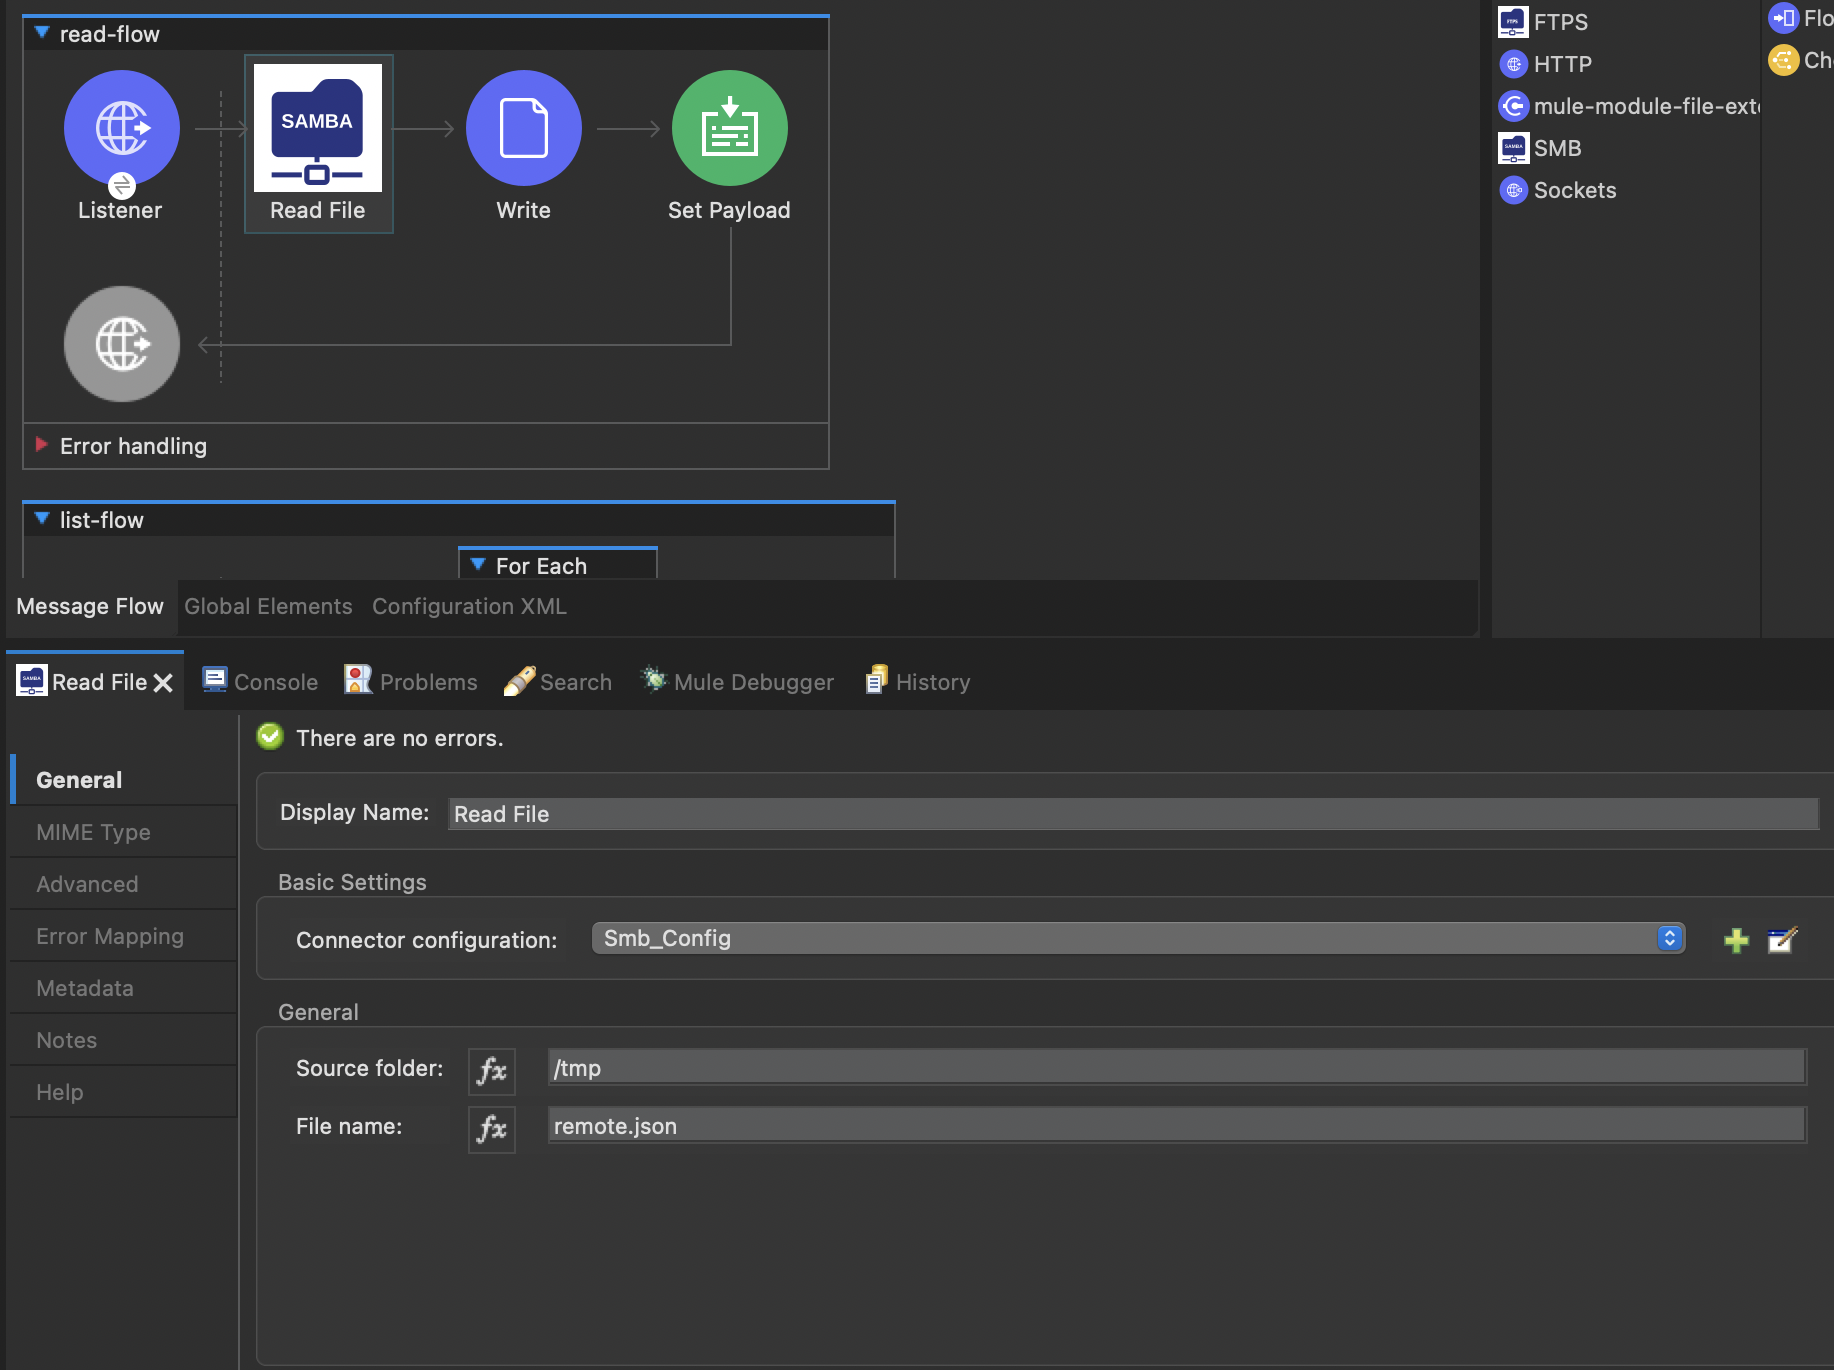 read-flow
SAMBA
Listener
Read File
Write
Set Payload
Error handling
list-flow
For Each
Message Flow
Global Elements
Configuration XML
FTPS
HTTP
mule-module-file-ext
SMB
Sockets
Flo
Ch
Read File
Console
Problems
Search
Mule Debugger
History
General
MIME Type
Advanced
Error Mapping
Metadata
Notes
Help
There are no errors.
Display Name: Read File
Basic Settings
Connector configuration: Smb_Config
General
Source folder: fx /tmp
File name: fx remote.json